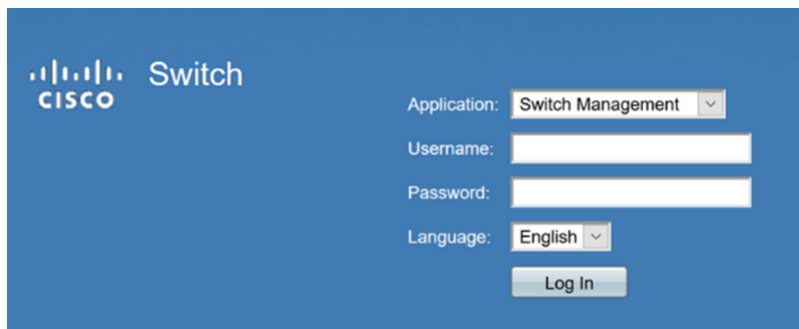 CISCO
Switch
Application: Switch Management
Username:
Password:
Language: English
Log In